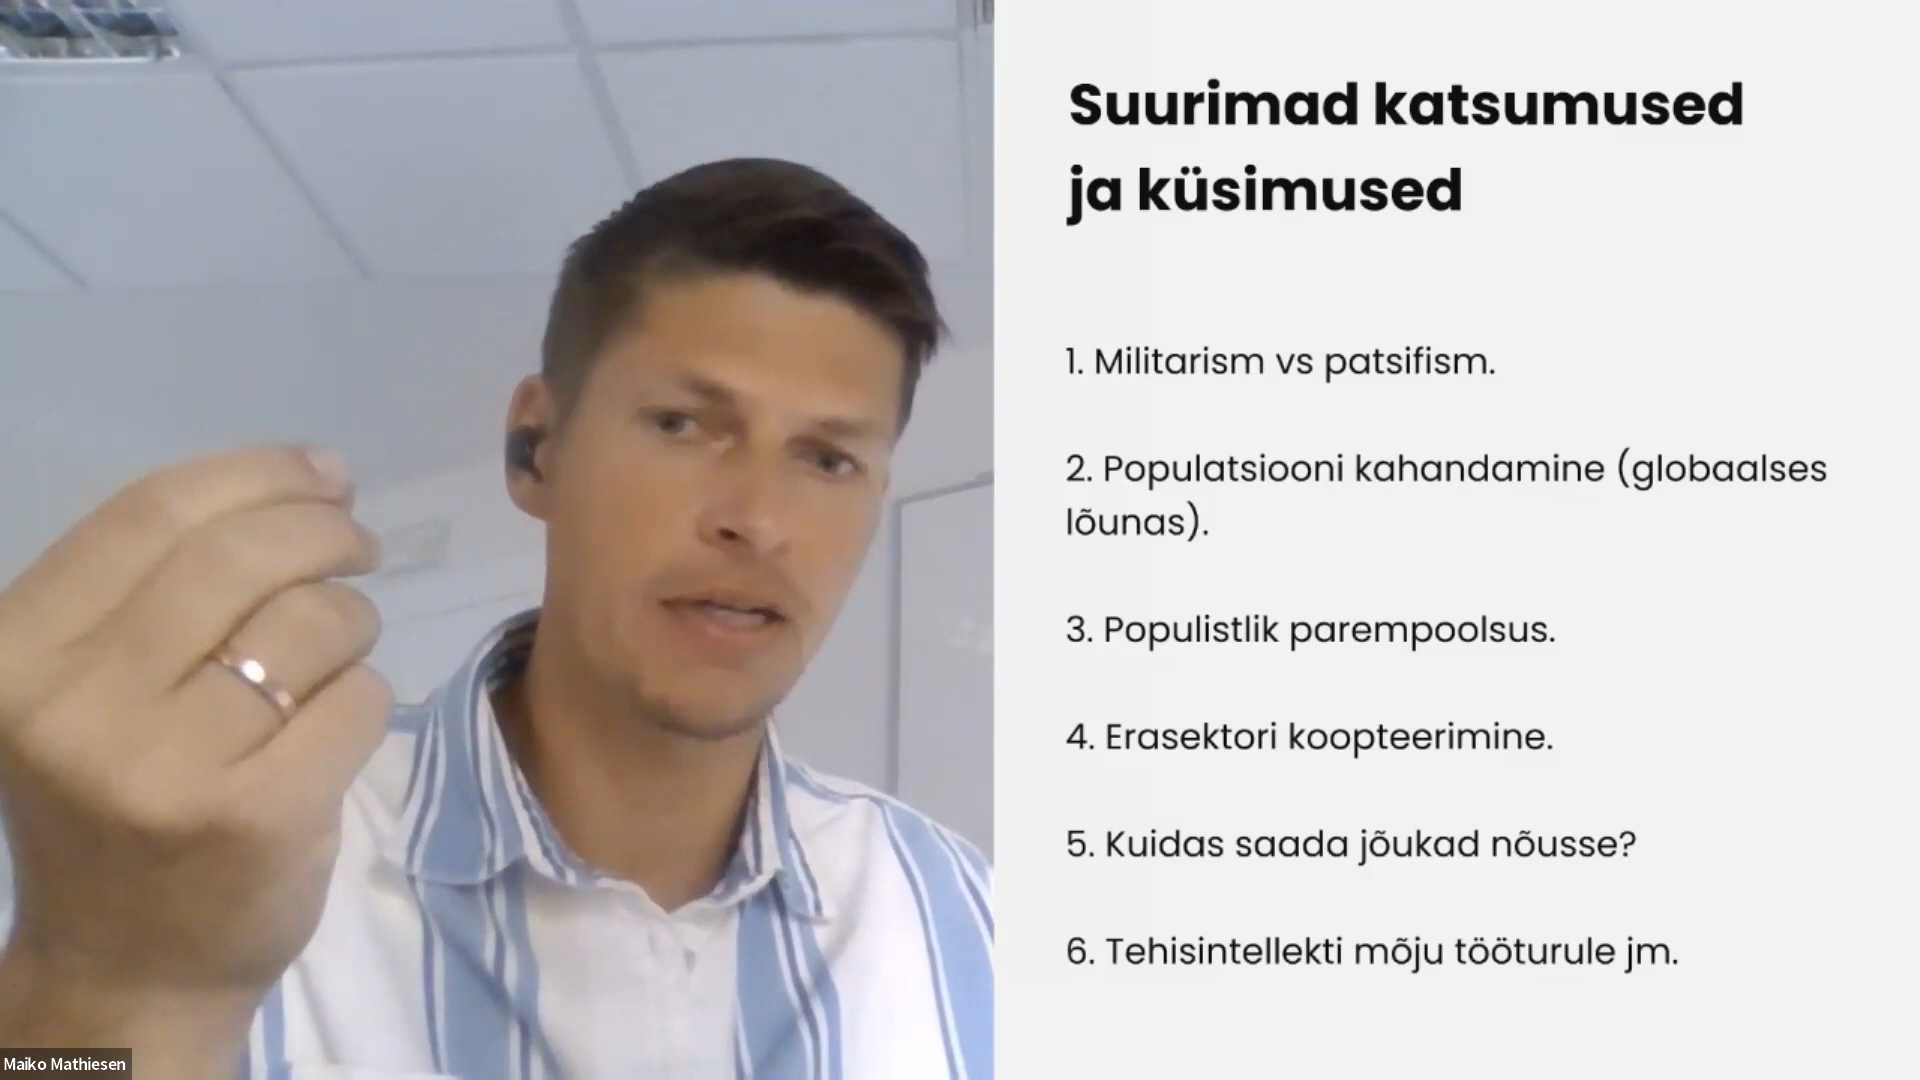 Suurimad katsumused
ja küsimused
1. Militarism vs patsifism.
2. Populatsiooni kahandamine (globaalses
lõunas).
3. Populistlik parempoolsus.
4. Erasektori koopteerimine.
5. Kuidas saada jõukad nõusse?
6. Tehisintellekti mõju tööturule jm.
Maiko Mathiesen